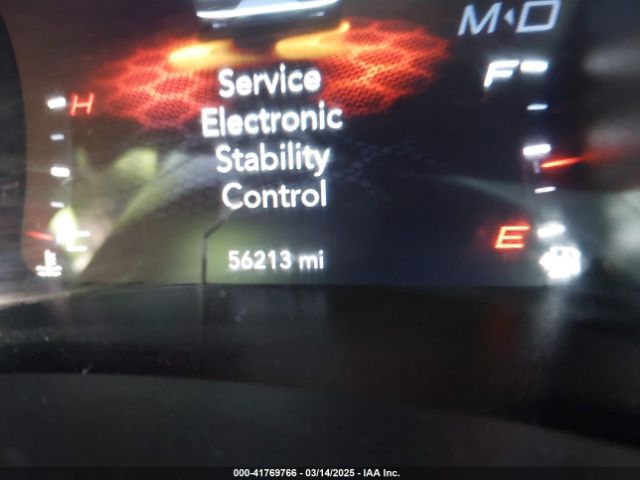 M◂D
H
F
Service
Electronic
Stability
Control
C
E
56213 mi
000-41769766 - 03/14/2025 - IAA Inc.